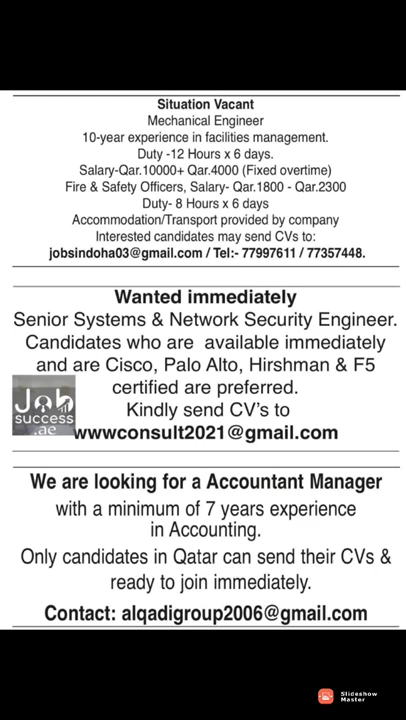 Situation Vacant
Mechanical Engineer
10-year experience in facilities management.
Duty -12 Hours x 6 days.
Salary-Qar.10000+ Qar.4000 (Fixed overtime)
Fire & Safety Officers, Salary- Qar.1800 - Qar.2300
Duty- 8 Hours x 6 days
Accommodation/Transport provided by company
Interested candidates may send CVs to:
jobsindoha03@gmail.com / Tel:- 77997611 / 77357448.
Wanted immediately
Senior Systems & Network Security Engineer.
Candidates who are available immediately
and are Cisco, Palo Alto, Hirshman & F5
certified are preferred.
Kindly send CV's to
wwwconsult2021@gmail.com
Job
success
.ae
We are looking for a Accountant Manager
with a minimum of 7 years experience
in Accounting.
Only candidates in Qatar can send their CVs &
ready to join immediately.
Contact: alqadigroup2006@gmail.com
Slideshow
Master